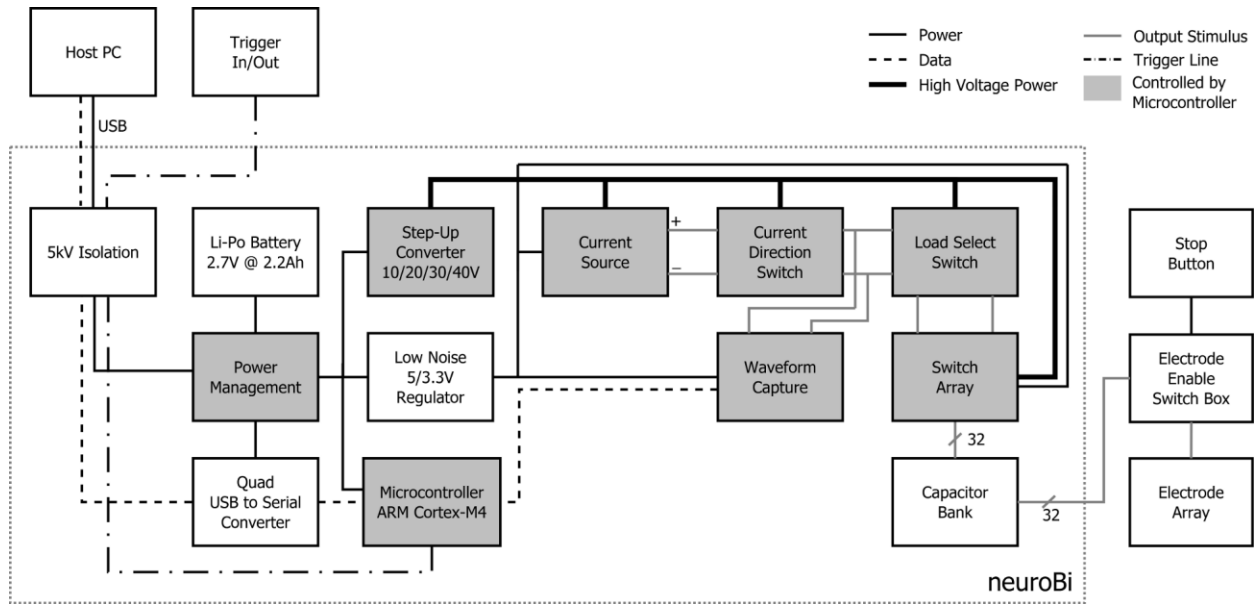 Host PC
Trigger
In/Out
Power
Data
High Voltage Power
Output Stimulus
Trigger Line
Controlled by
Microcontroller
USB
5kV Isolation
Li-Po Battery
2.7V @ 2.2Ah
Step-Up
Converter
10/20/30/40V
Current
Source
+
−
Current
Direction
Switch
Load Select
Switch
Stop
Button
Power
Management
Low Noise
5/3.3V
Regulator
Waveform
Capture
Switch
Array
Electrode
Enable
Switch Box
32
Quad
USB to Serial
Converter
Microcontroller
ARM Cortex-M4
Capacitor
Bank
32
Electrode
Array
neuroBi